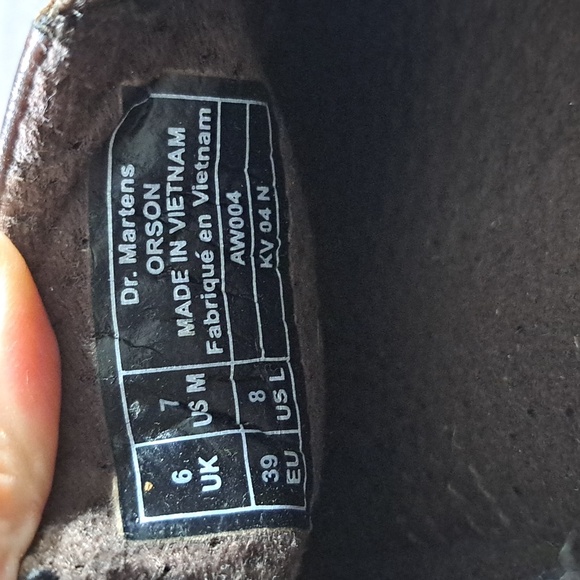 Dr. Martens
ORSON
MADE IN VIETNAM
Fabriqué en Vietnam
AW004
KV 04 N
7
US M
8
US L
6
UK
39
EU